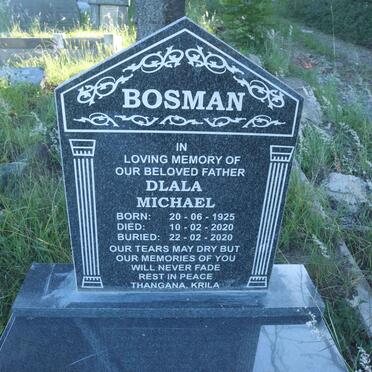 BOSMAN
IN
LOVING MEMORY OF
OUR BELOVED FATHER
DLALA
MICHAEL
BORN: 20 - 06 - 1925
DIED: 10 - 02 - 2020
BURIED: 22 - 02 - 2020
OUR TEARS MAY DRY BUT
OUR MEMORIES OF YOU
WILL NEVER FADE
REST IN PEACE
THANGANA, KRILA